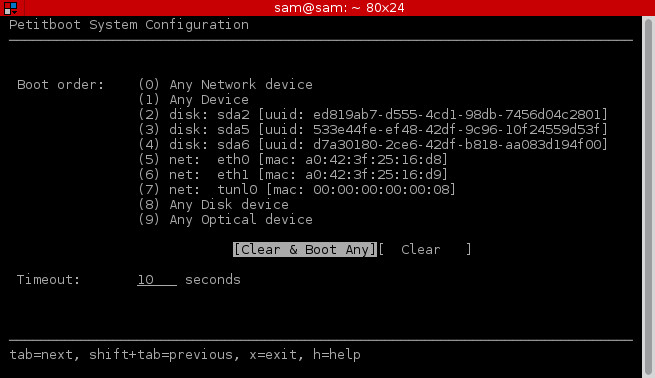 sam@sam: ~ 80x24
Petitboot System Configuration
Boot order: (0) Any Network device
(1) Any Device
(2) disk: sda2 [uuid: ed819ab7-d555-4cd1-98db-7456d04c2801]
(3) disk: sda5 [uuid: 533e44fe-ef48-42df-9c96-10f24559d53f]
(4) disk: sda6 [uuid: d7a30180-2ce6-42df-b818-aa083d194f00]
(5) net: eth0 [mac: a0:42:3f:25:16:d8]
(6) net: eth1 [mac: a0:42:3f:25:16:d9]
(7) net: tunl0 [mac: 00:00:00:00:00:08]
(8) Any Disk device
(9) Any Optical device
[Clear & Boot Any][ Clear ]
Timeout: 10 seconds
tab=next, shift+tab=previous, x=exit, h=help